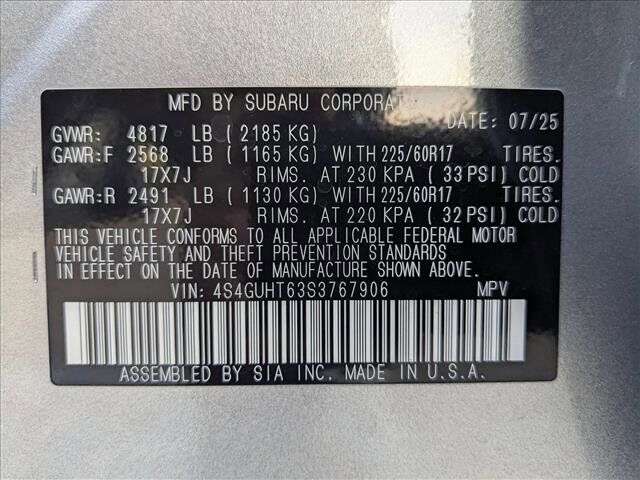 MFD BY SUBARU CORPORAT
DATE: 07/25
GVWR: 4817 LB (2185 KG)
GAWR:F 2568 LB (1165 KG) WITH 225/60R17 TIRES.
17X7J RIMS. AT 230 KPA (33 PSI) COLD
GAWR:R 2491 LB (1130 KG) WITH 225/60R17 TIRES.
17X7J RIMS. AT 220 KPA (32 PSI) COLD
THIS VEHICLE CONFORMS TO ALL APPLICABLE FEDERAL MOTOR
VEHICLE SAFETY AND THEFT PREVENTION STANDARDS
IN EFFECT ON THE DATE OF MANUFACTURE SHOWN ABOVE.
VIN: 4S4GUHT63S3767906 MPV
ASSEMBLED BY SIA INC. MADE IN U.S.A.